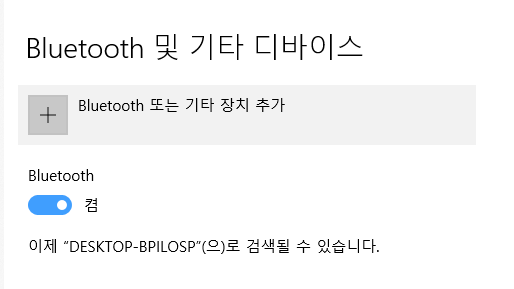 Bluetooth 및 기타 디바이스
Bluetooth 또는 기타 장치 추가
Bluetooth
켬
이제 “DESKTOP-BPILOSP”(으)로 검색될 수 있습니다.